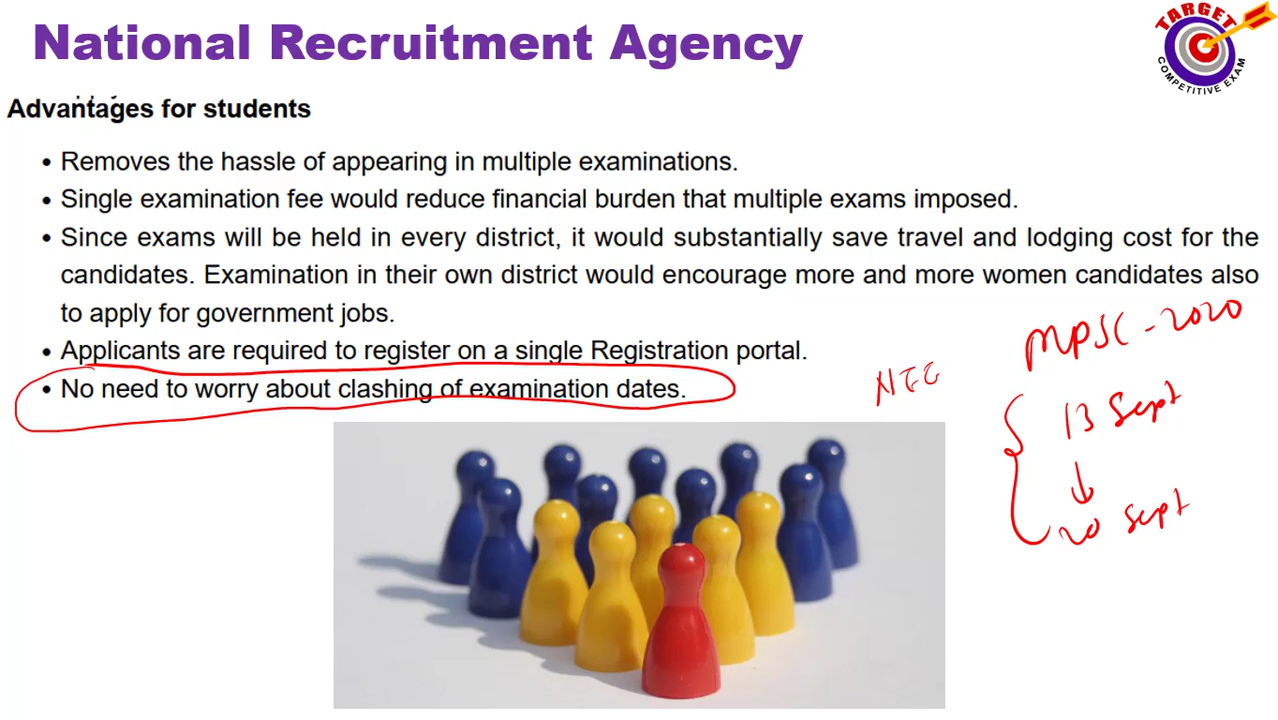 National Recruitment Agency
TARGET
COMPETITIVE EXAM
Advantages for students
• Removes the hassle of appearing in multiple examinations.
• Single examination fee would reduce financial burden that multiple exams imposed.
• Since exams will be held in every district, it would substantially save travel and lodging cost for the
candidates. Examination in their own district would encourage more and more women candidates also
to apply for government jobs.
• Applicants are required to register on a single Registration portal.
• No need to worry about clashing of examination dates.
MPSC - 2020
13 Sept
20 Sept